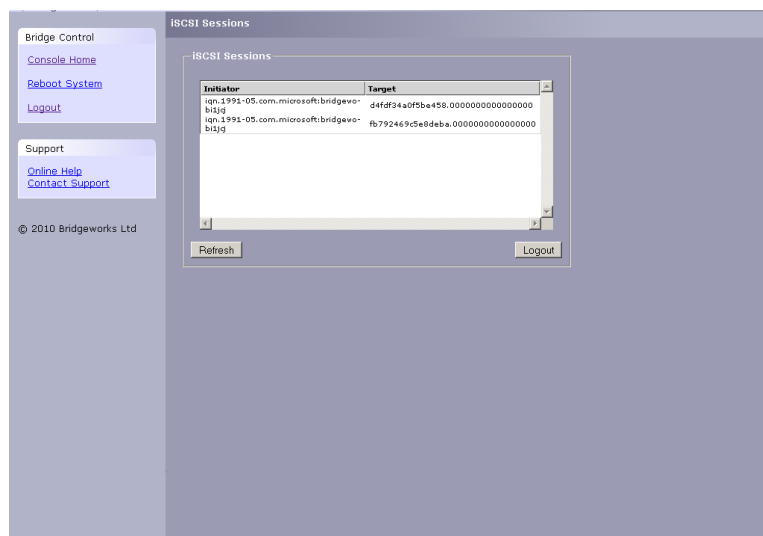 iSCSI Sessions
Bridge Control
Console Home
Reboot System
Logout
Support
Online Help
Contact Support
© 2010 Bridgeworks Ltd
iSCSI Sessions
Initiator Target
iqn.1991-05.com.microsoft:bridgewo- d4fdf34a0f5be458.0000000000000000
bi1jg
iqn.1991-05.com.microsoft:bridgewo- fb792469c5e8deba.0000000000000000
bi1jg
Refresh Logout